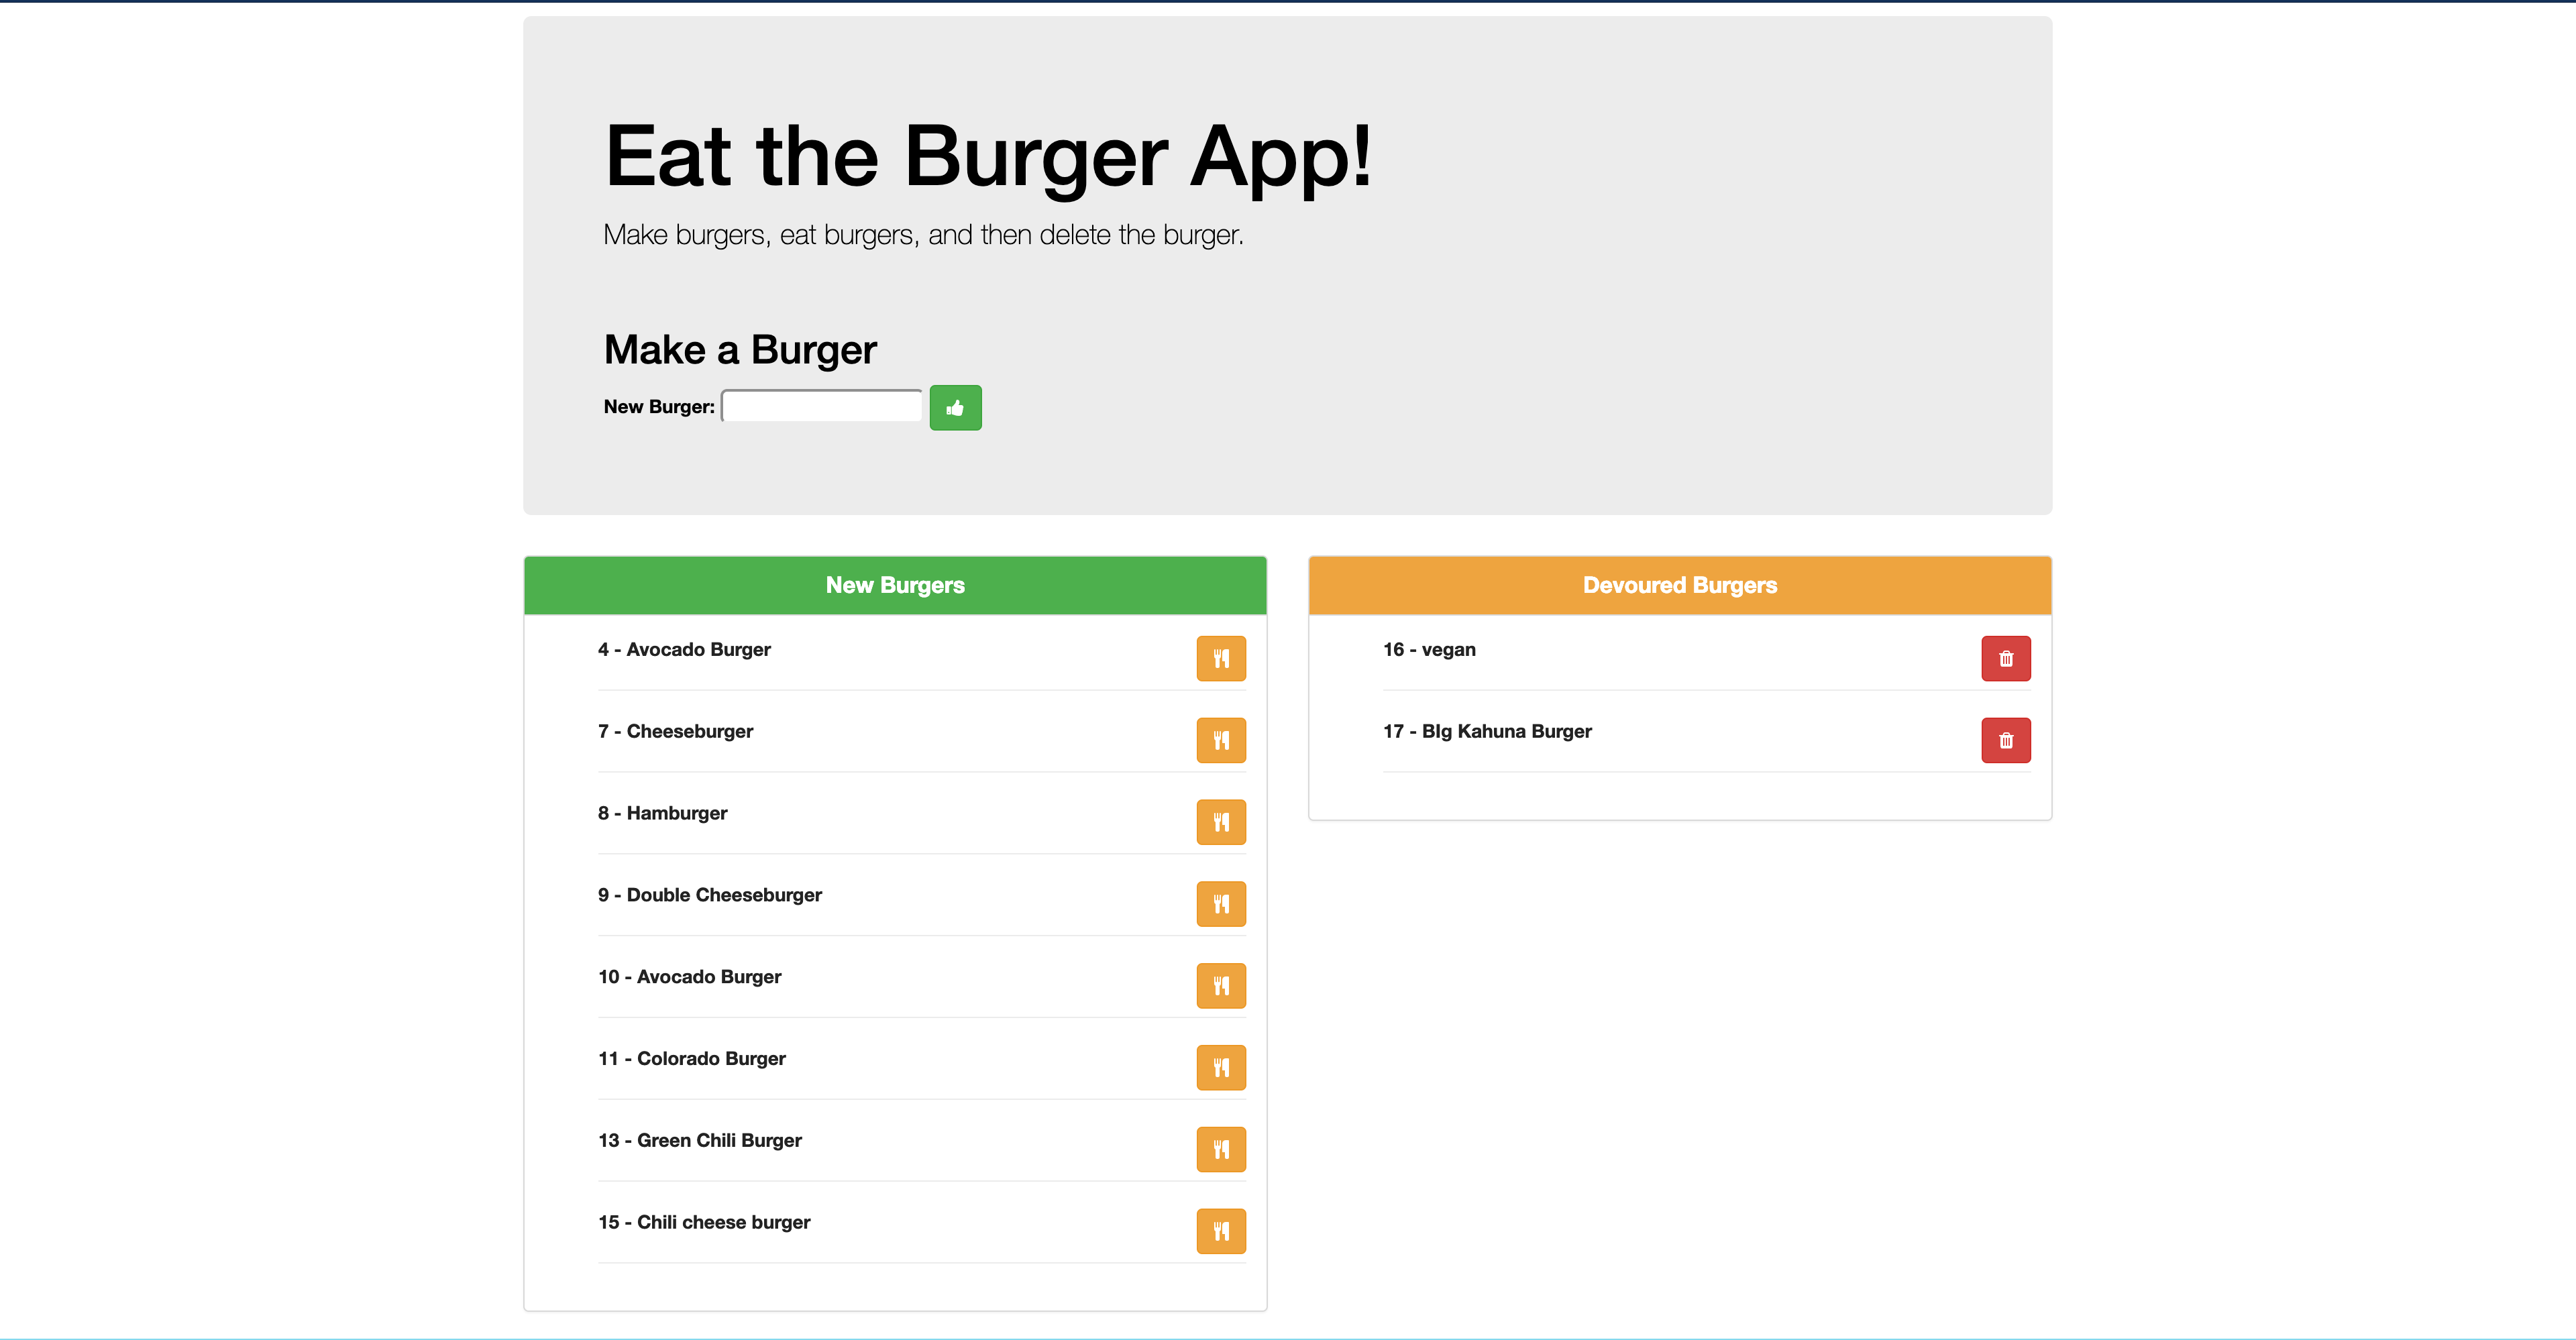 Eat the Burger App!
Make burgers, eat burgers, and then delete the burger.
Make a Burger
New Burger:
New Burgers
4 - Avocado Burger
7 - Cheeseburger
8 - Hamburger
9 - Double Cheeseburger
10 - Avocado Burger
11 - Colorado Burger
13 - Green Chili Burger
15 - Chili cheese burger
Devoured Burgers
16 - vegan
17 - BIg Kahuna Burger